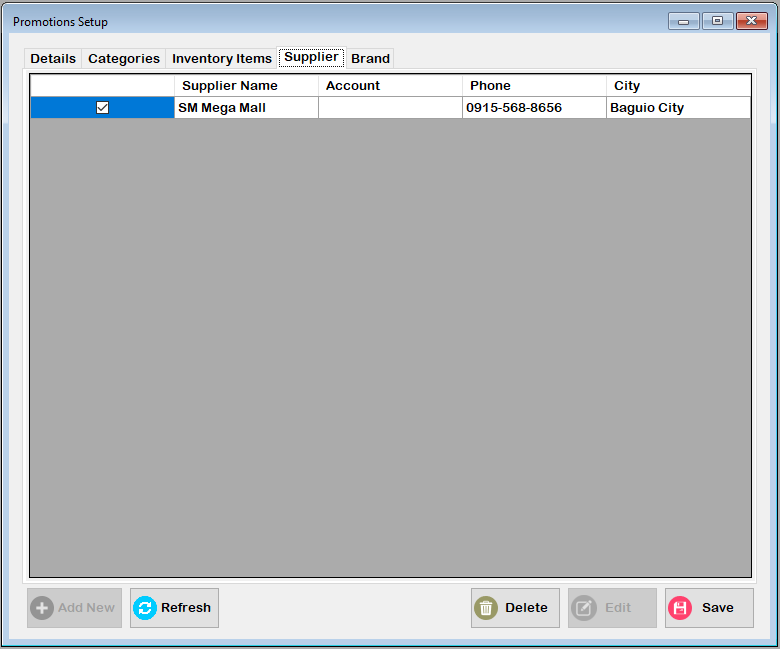 Promotions Setup
Details Categories Inventory Items Supplier Brand
Supplier Name Account Phone City
SM Mega Mall 0915-568-8656 Baguio City
Add New Refresh Delete Edit Save